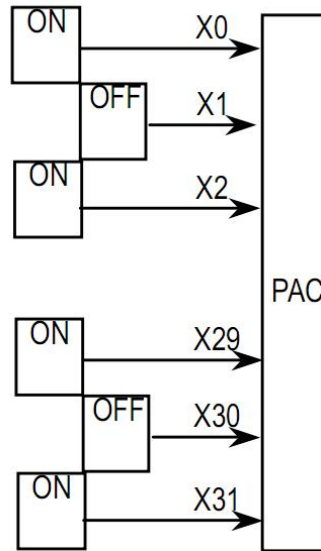 ON X0
OFF X1
ON X2
PAC
ON X29
OFF X30
ON X31